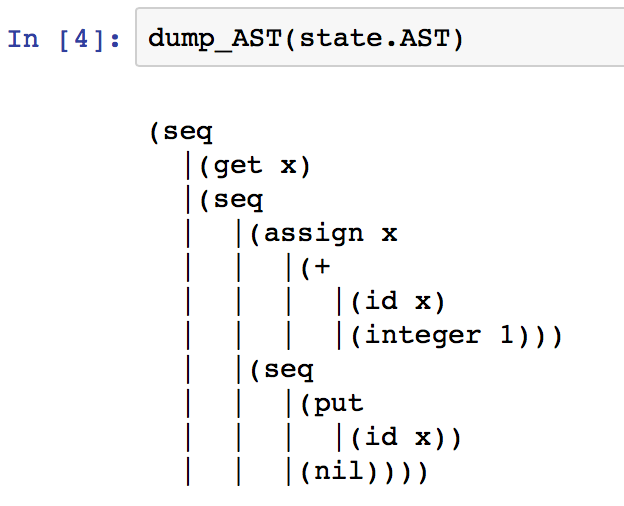 In [4]: dump_AST(state.AST)
(seq
  |(get x)
  |(seq
  |  |(assign x
  |  |  |(+
  |  |  |  |(id x)
  |  |  |  |(integer 1)))
  |  |(seq
  |  |  |(put
  |  |  |  |(id x))
  |  |  |(nil))))